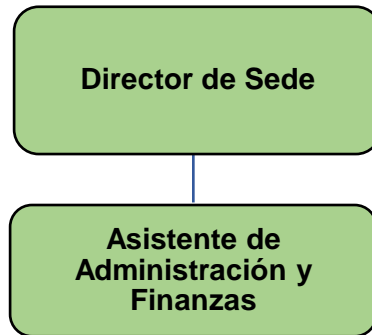 Director de Sede
Asistente de
Administración y
Finanzas